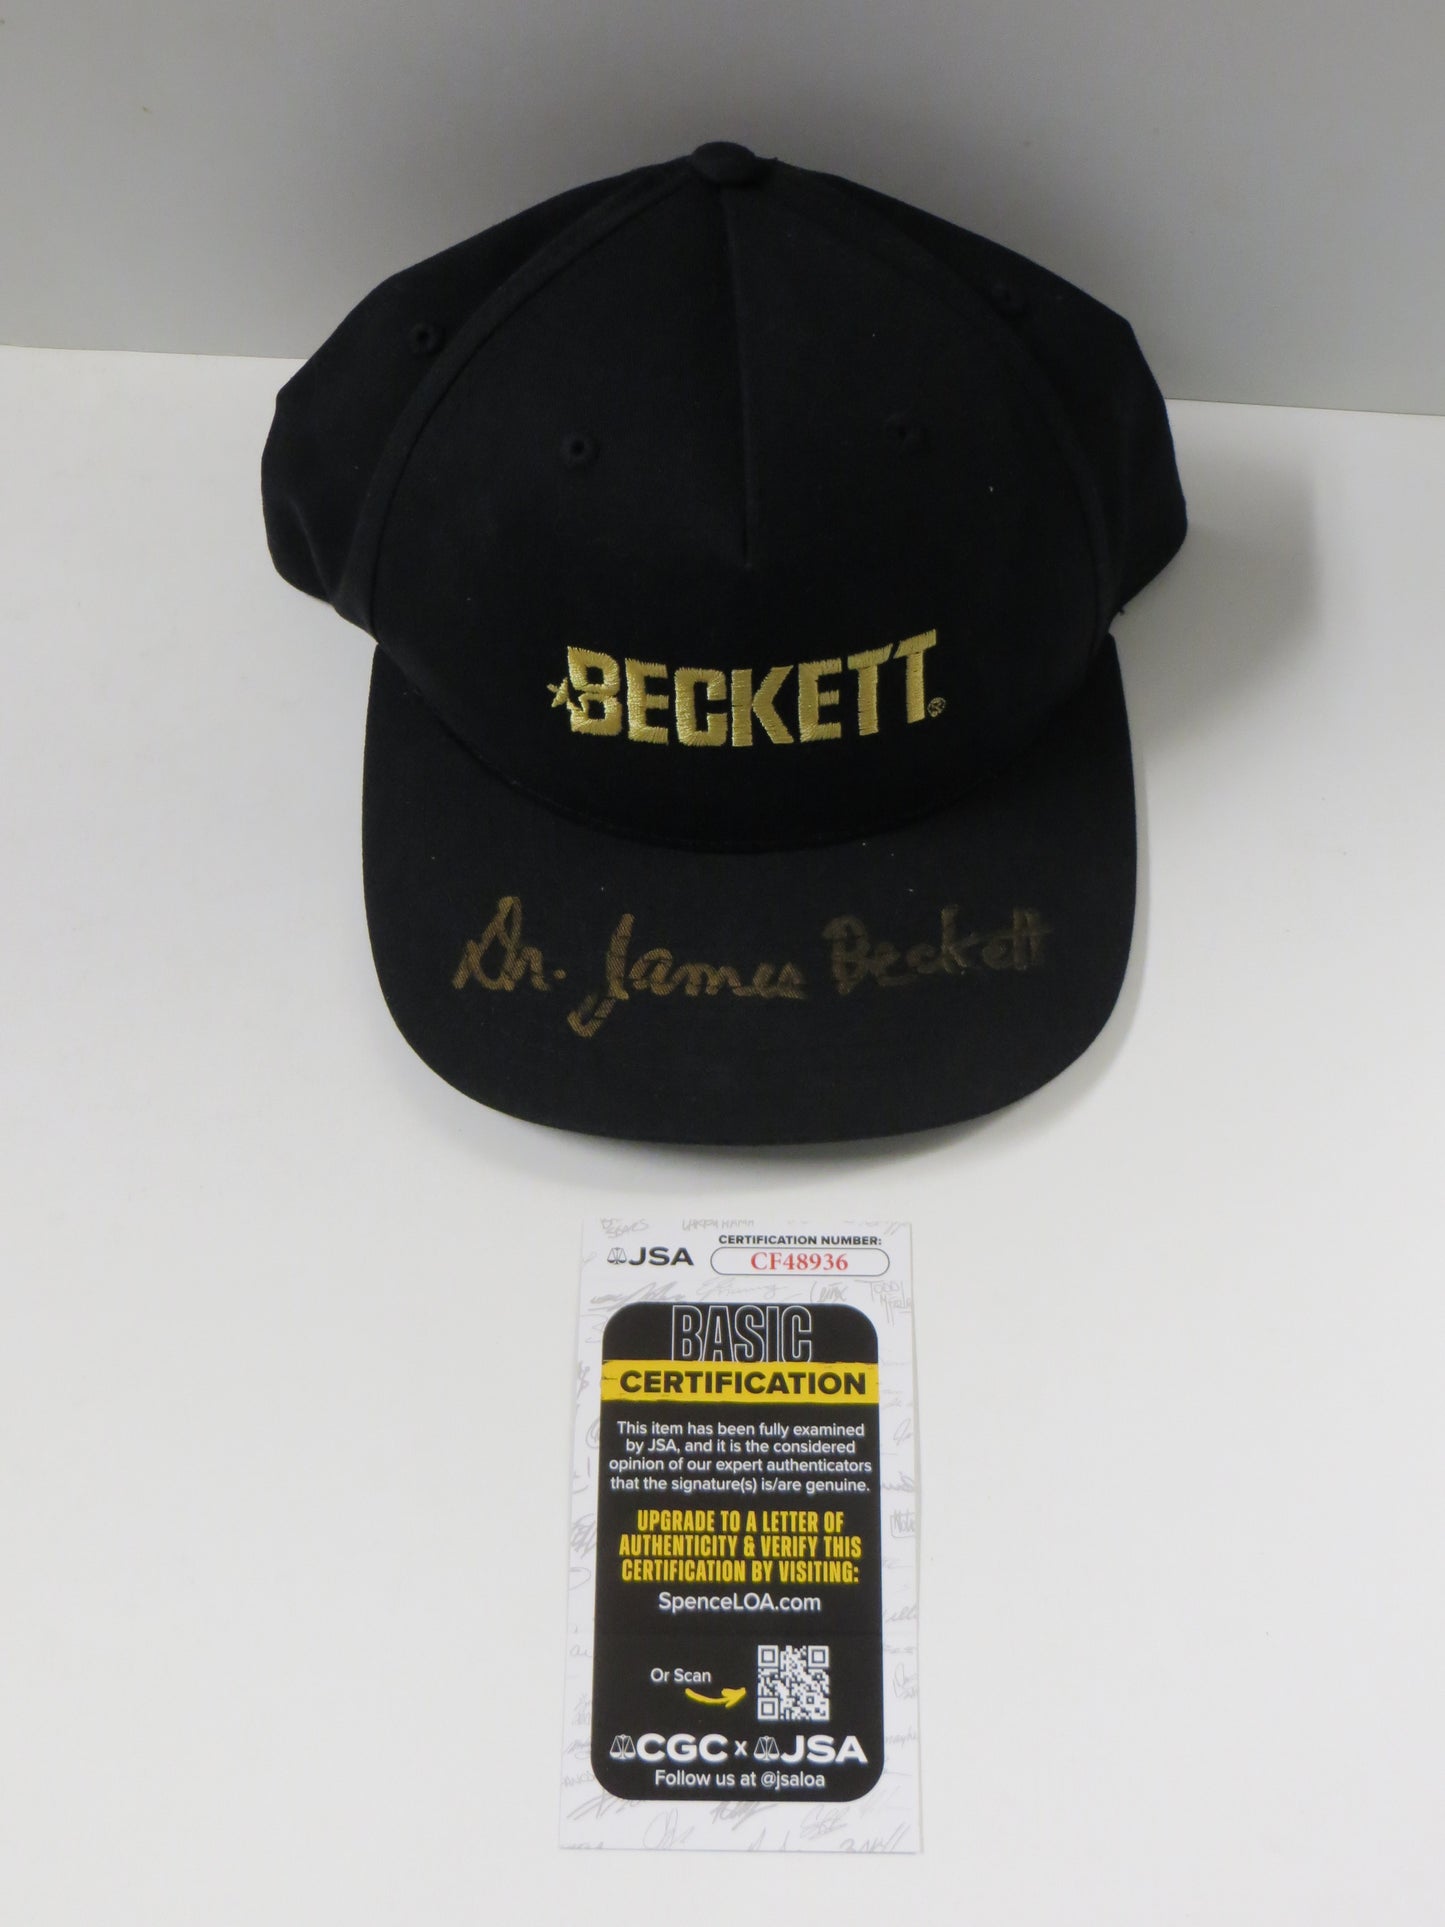 BECKETT®
Dr. James Beckett
JSA
CERTIFICATION NUMBER:
CF48936
BASIC
CERTIFICATION
This item has been fully examined
by JSA, and it is the considered
opinion of our expert authenticators
that the signature(s) is/are genuine.
UPGRADE TO A LETTER OF
AUTHENTICITY & VERIFY THIS
CERTIFICATION BY VISITING:
SpenceLOA.com
Or Scan
CGC x JSA
Follow us at @jsaloa